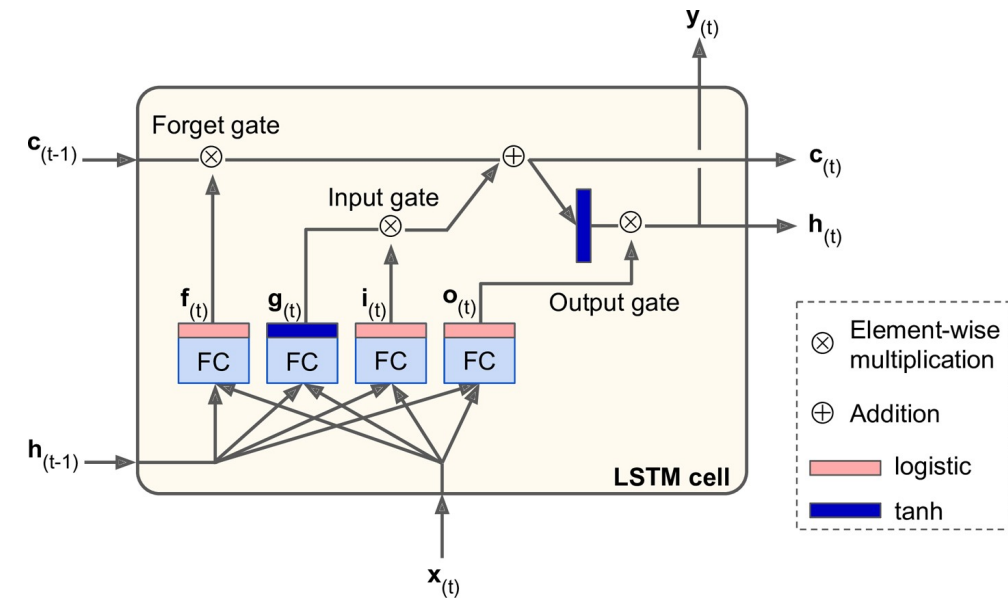 y(t)
Forget gate
c(t-1)
c(t)
Input gate
h(t)
f(t)
g(t)
i(t)
o(t)
Output gate
FC
FC
FC
FC
h(t-1)
LSTM cell
x(t)
Element-wise
multiplication
Addition
logistic
tanh